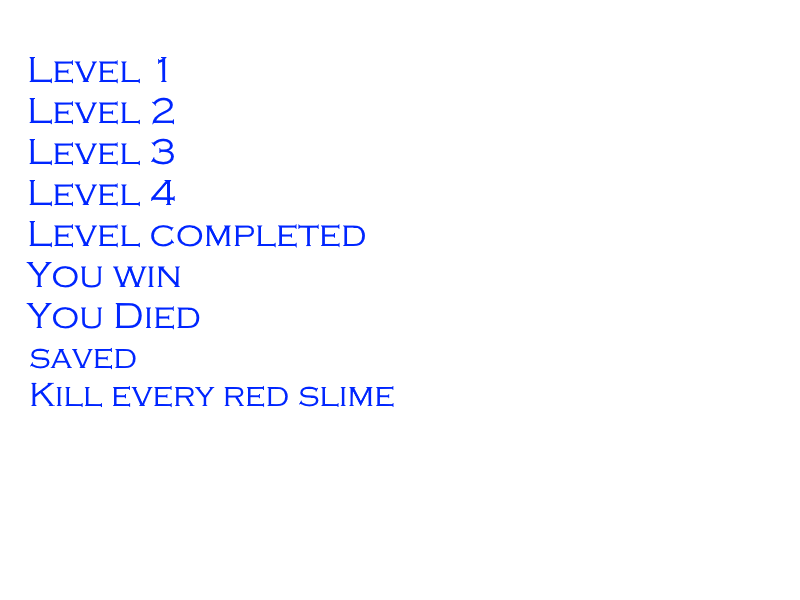 Level 1
Level 2
Level 3
Level 4
Level completed
You win
You Died
saved
Kill every red slime